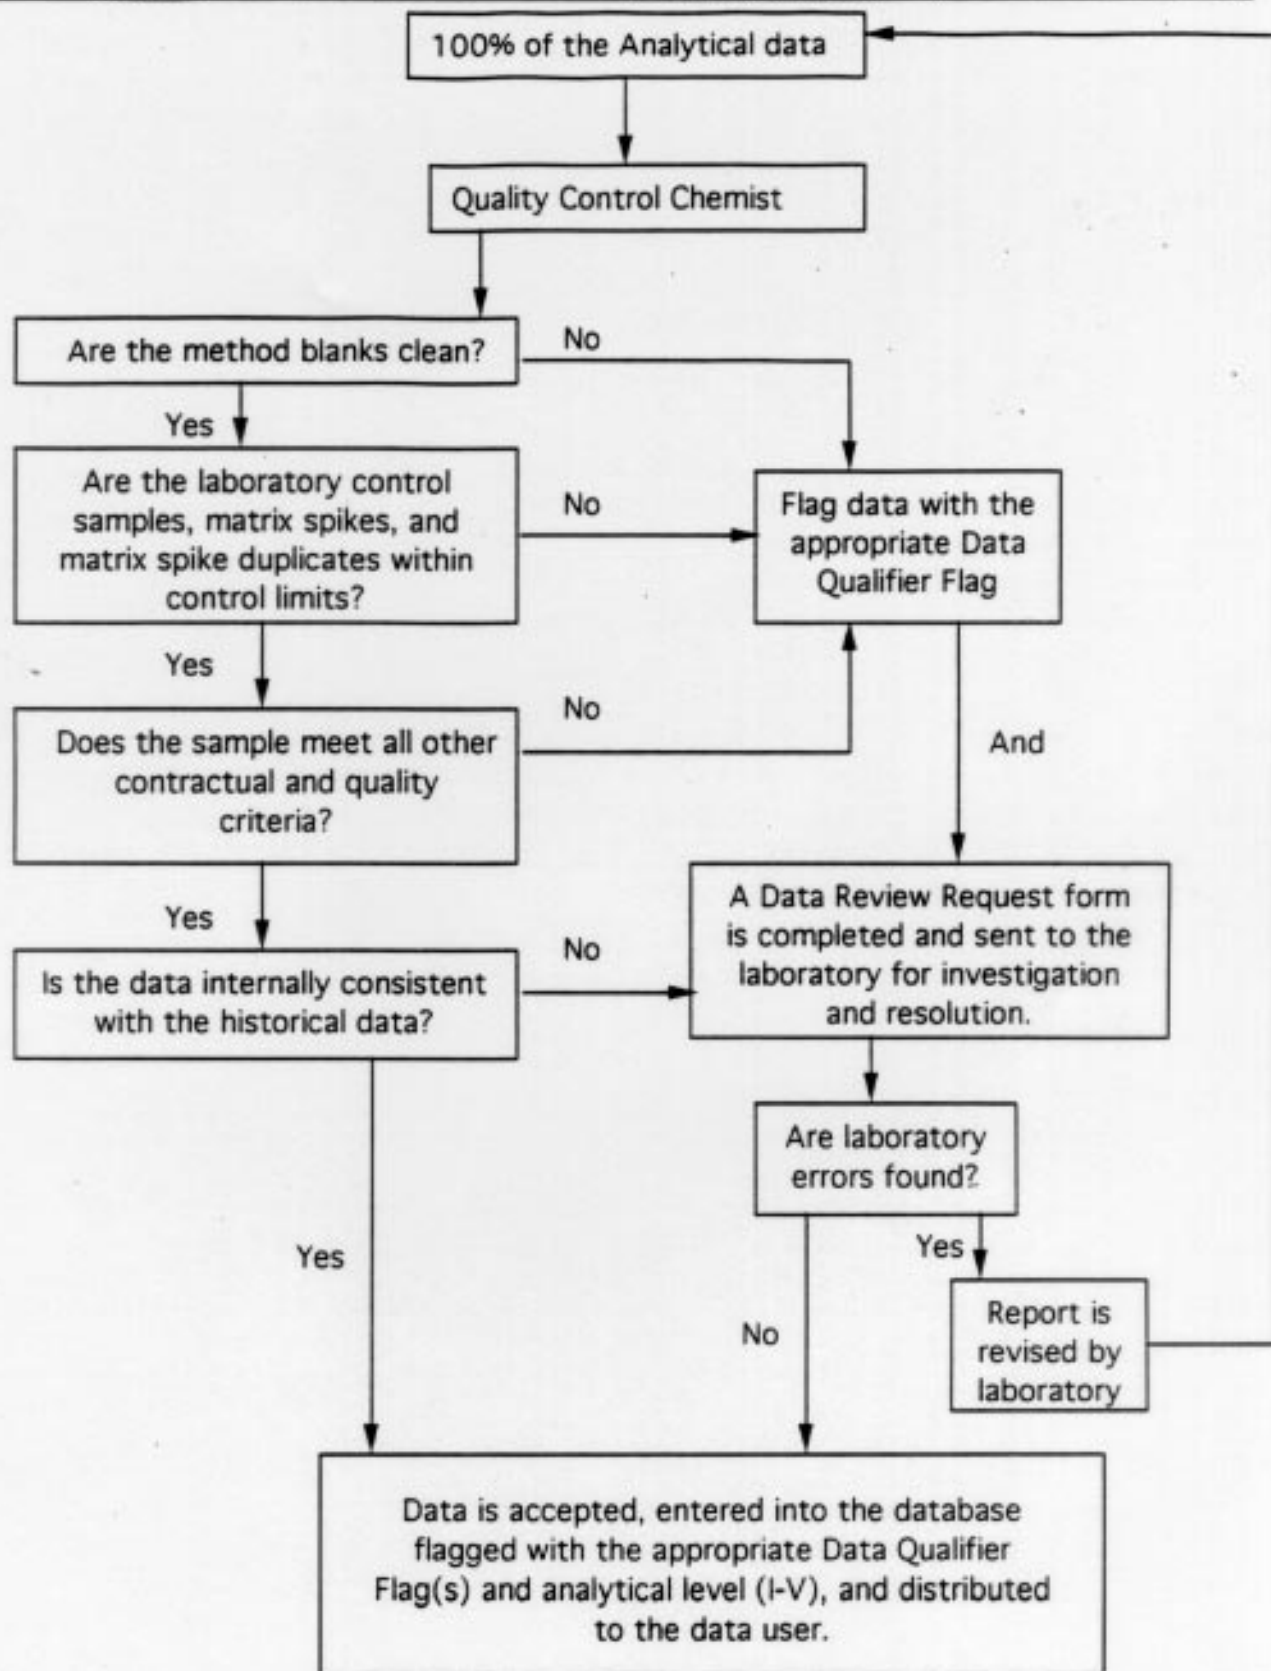 100% of the Analytical data
Quality Control Chemist
Are the method blanks clean?
No
Yes
Are the laboratory control
samples, matrix spikes, and
matrix spike duplicates within
control limits?
No
Flag data with the
appropriate Data
Qualifier Flag
Yes
Does the sample meet all other
contractual and quality
criteria?
No
And
Yes
Is the data internally consistent
with the historical data?
No
A Data Review Request form
is completed and sent to the
laboratory for investigation
and resolution.
Are laboratory
errors found?
Yes
Yes
No
Report is
revised by
laboratory
Data is accepted, entered into the database
flagged with the appropriate Data Qualifier
Flag(s) and analytical level (I-V), and distributed
to the data user.